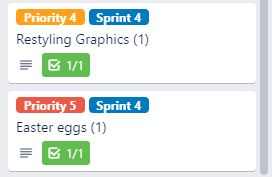 Priority 4 Sprint 4
Restyling Graphics (1)
1/1
Priority 5 Sprint 4
Easter eggs (1)
1/1